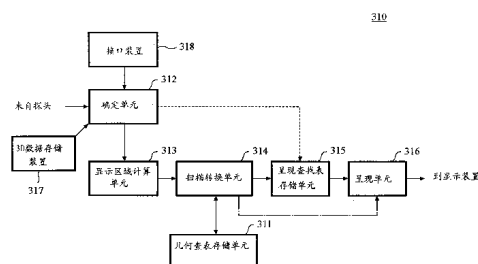 310
接口装置
318
312
来自探头
确定单元
3D数据存储
装置
317
313
显示区域计算
单元
314
扫描转换单元
315
呈现查找表
存储单元
316
呈现单元
到显示装置
311
几何查表存储单元